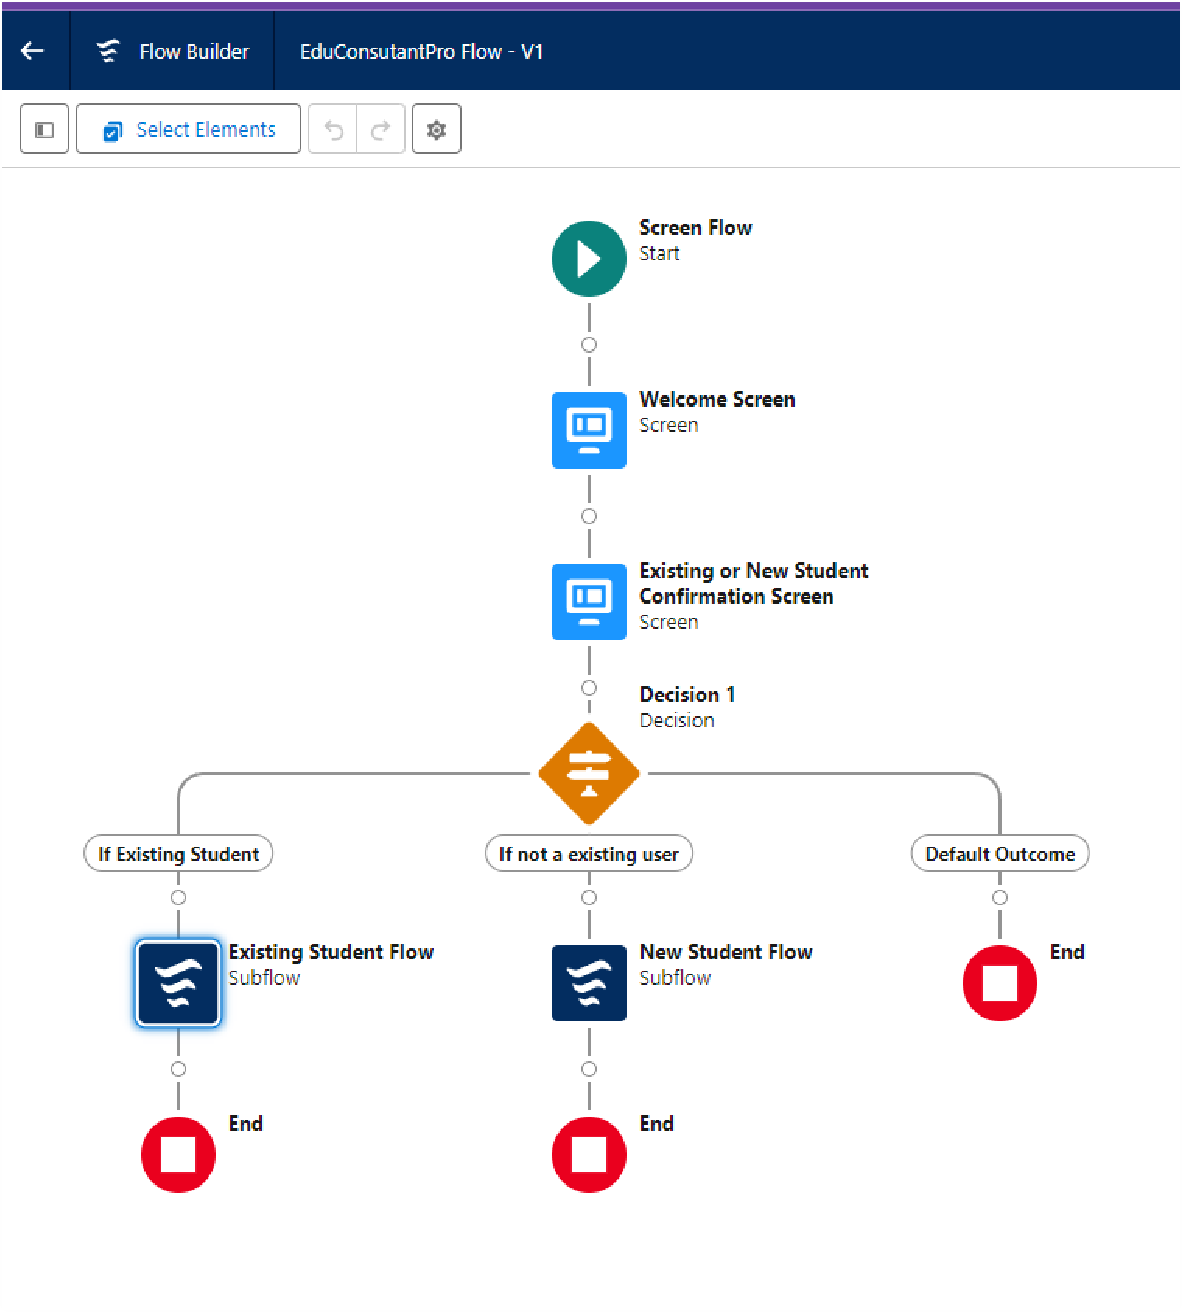 Flow Builder
EduConsutantPro Flow - V1
Select Elements
Screen Flow
Start
Welcome Screen
Screen
Existing or New Student
Confirmation Screen
Screen
Decision 1
Decision
If Existing Student
If not a existing user
Default Outcome
Existing Student Flow
Subflow
New Student Flow
Subflow
End
End
End